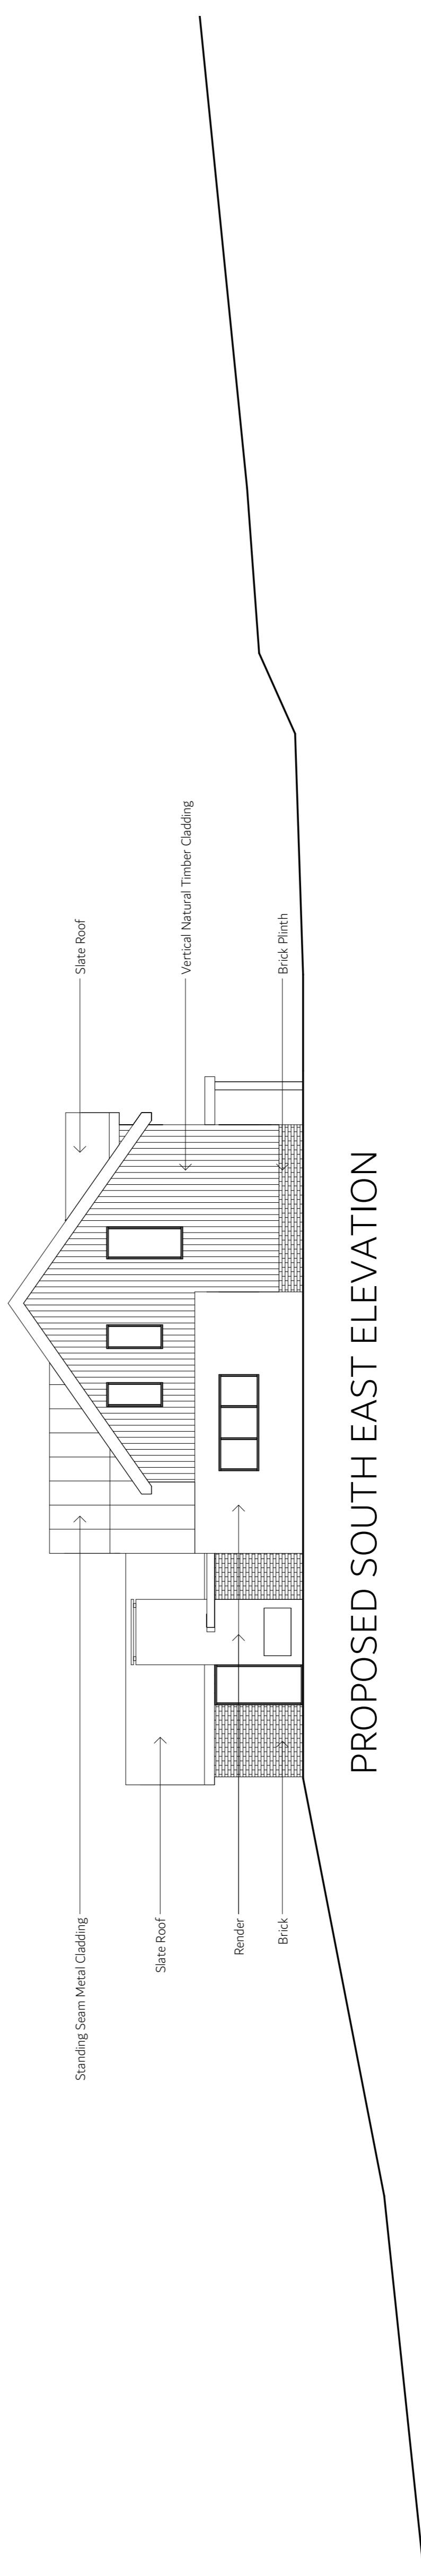 Standing Seam Metal Cladding
Slate Roof
Render
Brick
Slate Roof
Vertical Natural Timber Cladding
Brick Plinth
PROPOSED SOUTH EAST ELEVATION